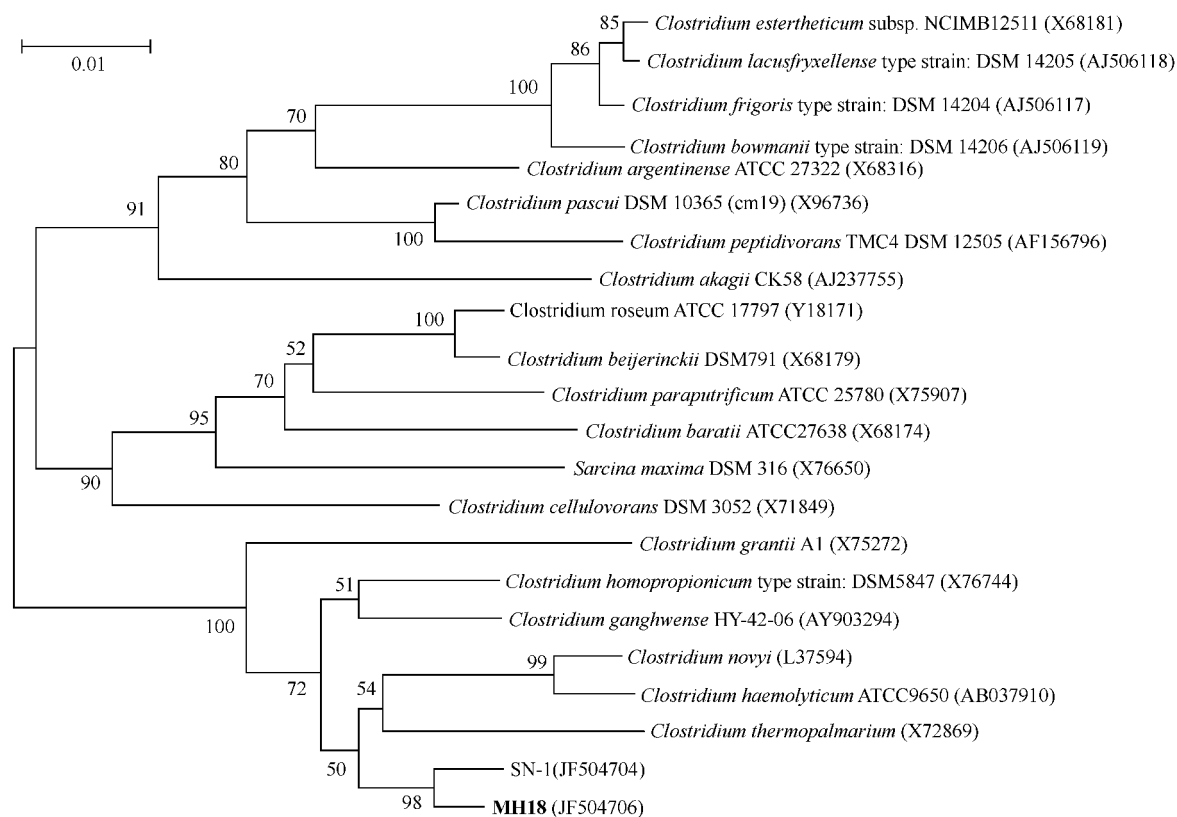 85
Clostridium estertheticum subsp. NCIMB12511 (X68181)
0.01
86
Clostridium lacusfryxellense type strain: DSM 14205 (AJ506118)
100
Clostridium frigoris type strain: DSM 14204 (AJ506117)
70
Clostridium bowmanii type strain: DSM 14206 (AJ506119)
80
Clostridium argentinense ATCC 27322 (X68316)
91
Clostridium pascui DSM 10365 (cm19) (X96736)
100
Clostridium peptidivorans TMC4 DSM 12505 (AF156796)
Clostridium akagii CK58 (AJ237755)
100
Clostridium roseum ATCC 17797 (Y18171)
52
Clostridium beijerinckii DSM791 (X68179)
70
Clostridium paraputrificum ATCC 25780 (X75907)
95
Clostridium baratii ATCC27638 (X68174)
Sarcina maxima DSM 316 (X76650)
90
Clostridium cellulovorans DSM 3052 (X71849)
Clostridium grantii A1 (X75272)
51
Clostridium homopropionicum type strain: DSM5847 (X76744)
100
Clostridium ganghwense HY-42-06 (AY903294)
99
Clostridium novyi (L37594)
72
54
Clostridium haemolyticum ATCC9650 (AB037910)
Clostridium thermopalmarium (X72869)
50
SN-1(JF504704)
98
MH18 (JF504706)